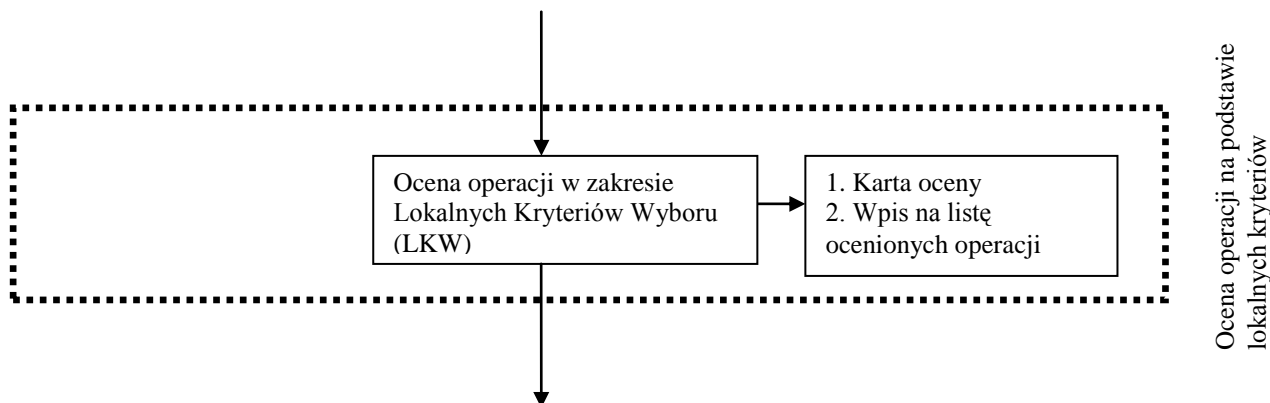 Ocena operacji w zakresie
Lokalnych Kryteriów Wyboru
(LKW)
1. Karta oceny
2. Wpis na listę
ocenionych operacji
Ocena operacji na podstawie
lokalnych kryteriów